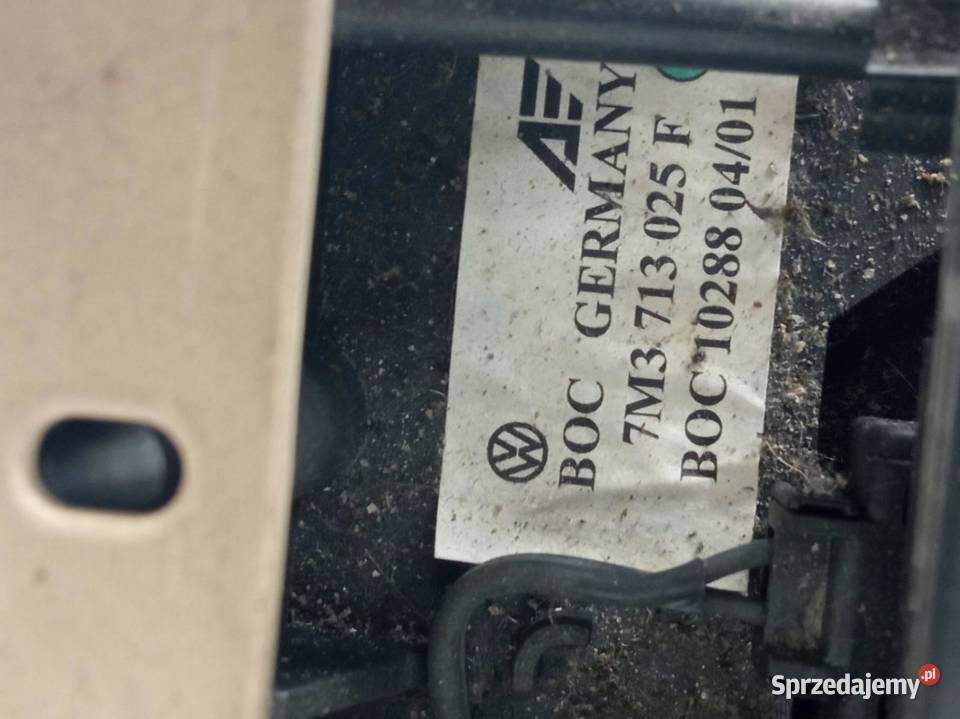 BOC GERMANY
7M3 713 025 F
BOC 10288 04/01
Sprzedajemy.pl